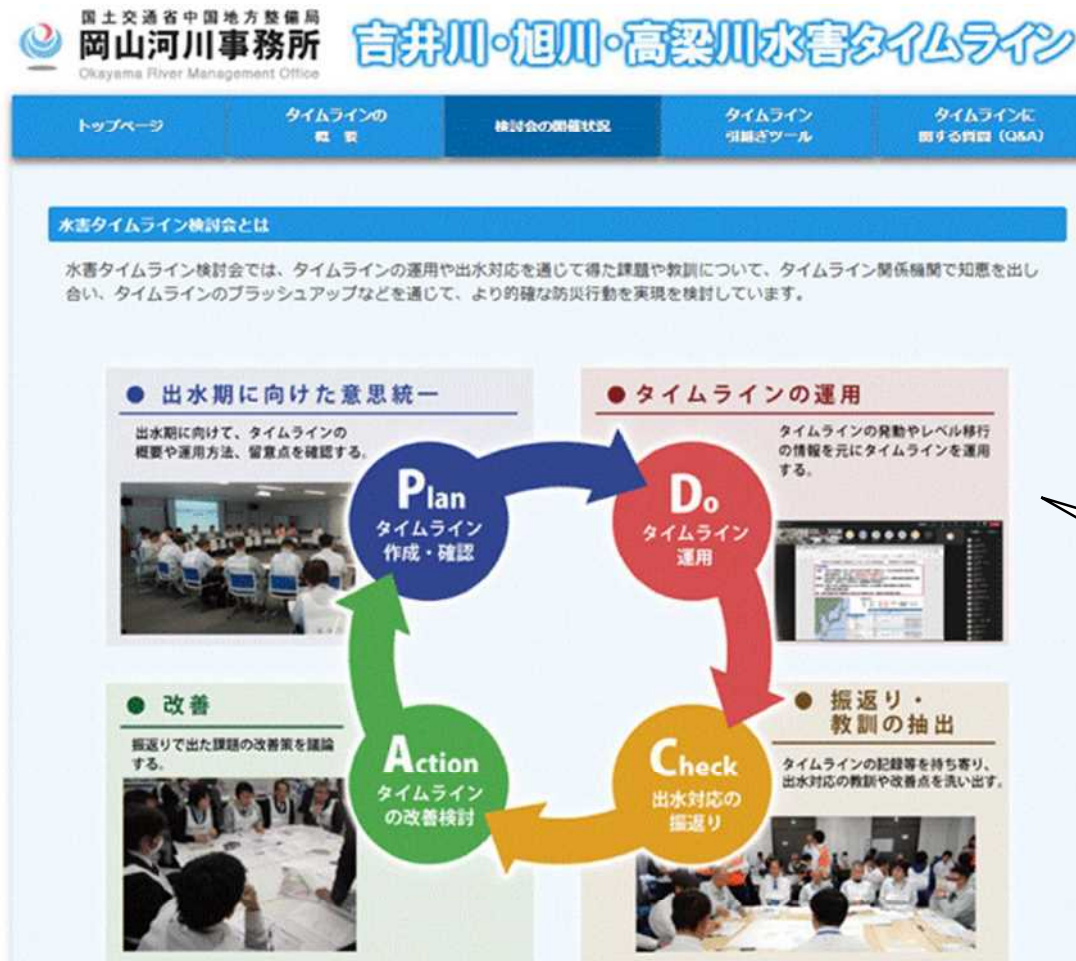 国土交通省中国地方整備局
岡山河川事務所
Okayama River Management Office
吉井川・旭川・高梁川水害タイムライン
トップページ
タイムラインの
概 要
検討会の開催状況
タイムライン
引継ぎツール
タイムラインに
関する質問（Q&A）
水害タイムライン検討会とは
水害タイムライン検討会では、タイムラインの運用や出水対応を通じて得た課題や教訓について、タイムライン関係機関で知恵を出し
合い、タイムラインのブラッシュアップなどを通じて、より的確な防災行動を実現を検討しています。
● 出水期に向けた意思統一
出水期に向けて、タイムラインの
概要や運用方法、留意点を確認する。
Plan
タイムライン
作成・確認
● タイムラインの運用
タイムラインの発動やレベル移行
の情報を元にタイムラインを運用
する。
Do
タイムライン
運用
● 改善
振返りで出た課題の改善策を議論
する。
Action
タイムライン
の改善検討
● 振返り・
教訓の抽出
タイムラインの記録等を持ち寄り、
出水対応の教訓や改善点を洗い出す。
Check
出水対応の
振返り